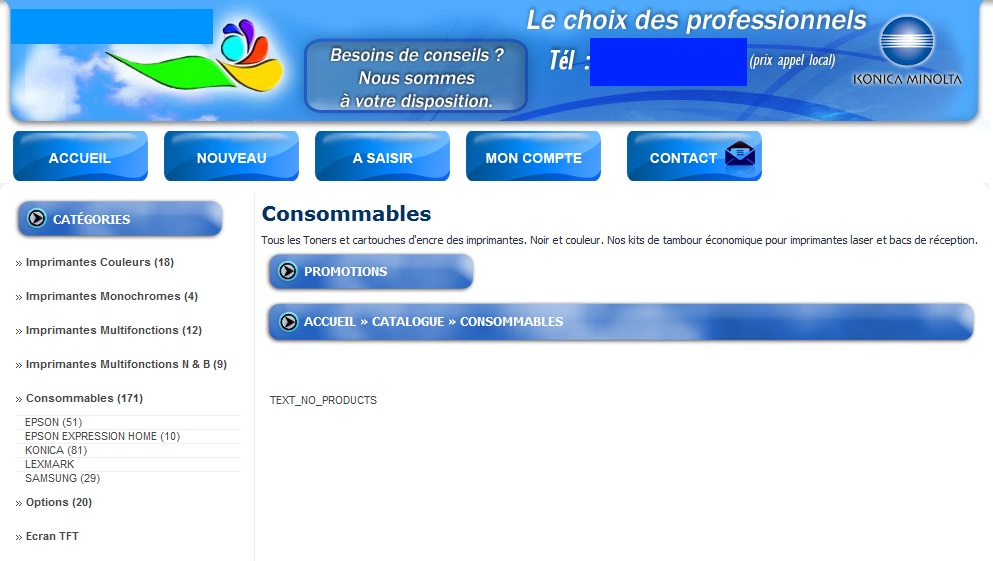 Le choix des professionnels
Besoins de conseils ?
Nous sommes
à votre disposition.
Tél :
(prix appel local)
KONICA MINOLTA
ACCUEIL
NOUVEAU
A SAISIR
MON COMPTE
CONTACT
CATÉGORIES
» Imprimantes Couleurs (18)
» Imprimantes Monochromes (4)
» Imprimantes Multifonctions (12)
» Imprimantes Multifonctions N & B (9)
» Consommables (171)
EPSON (51)
EPSON EXPRESSION HOME (10)
KONICA (81)
LEXMARK
SAMSUNG (29)
» Options (20)
» Ecran TFT
Consommables
Tous les Toners et cartouches d'encre des imprimantes. Noir et couleur. Nos kits de tambour économique pour imprimantes laser et bacs de réception.
PROMOTIONS
ACCUEIL » CATALOGUE » CONSOMMABLES
TEXT_NO_PRODUCTS